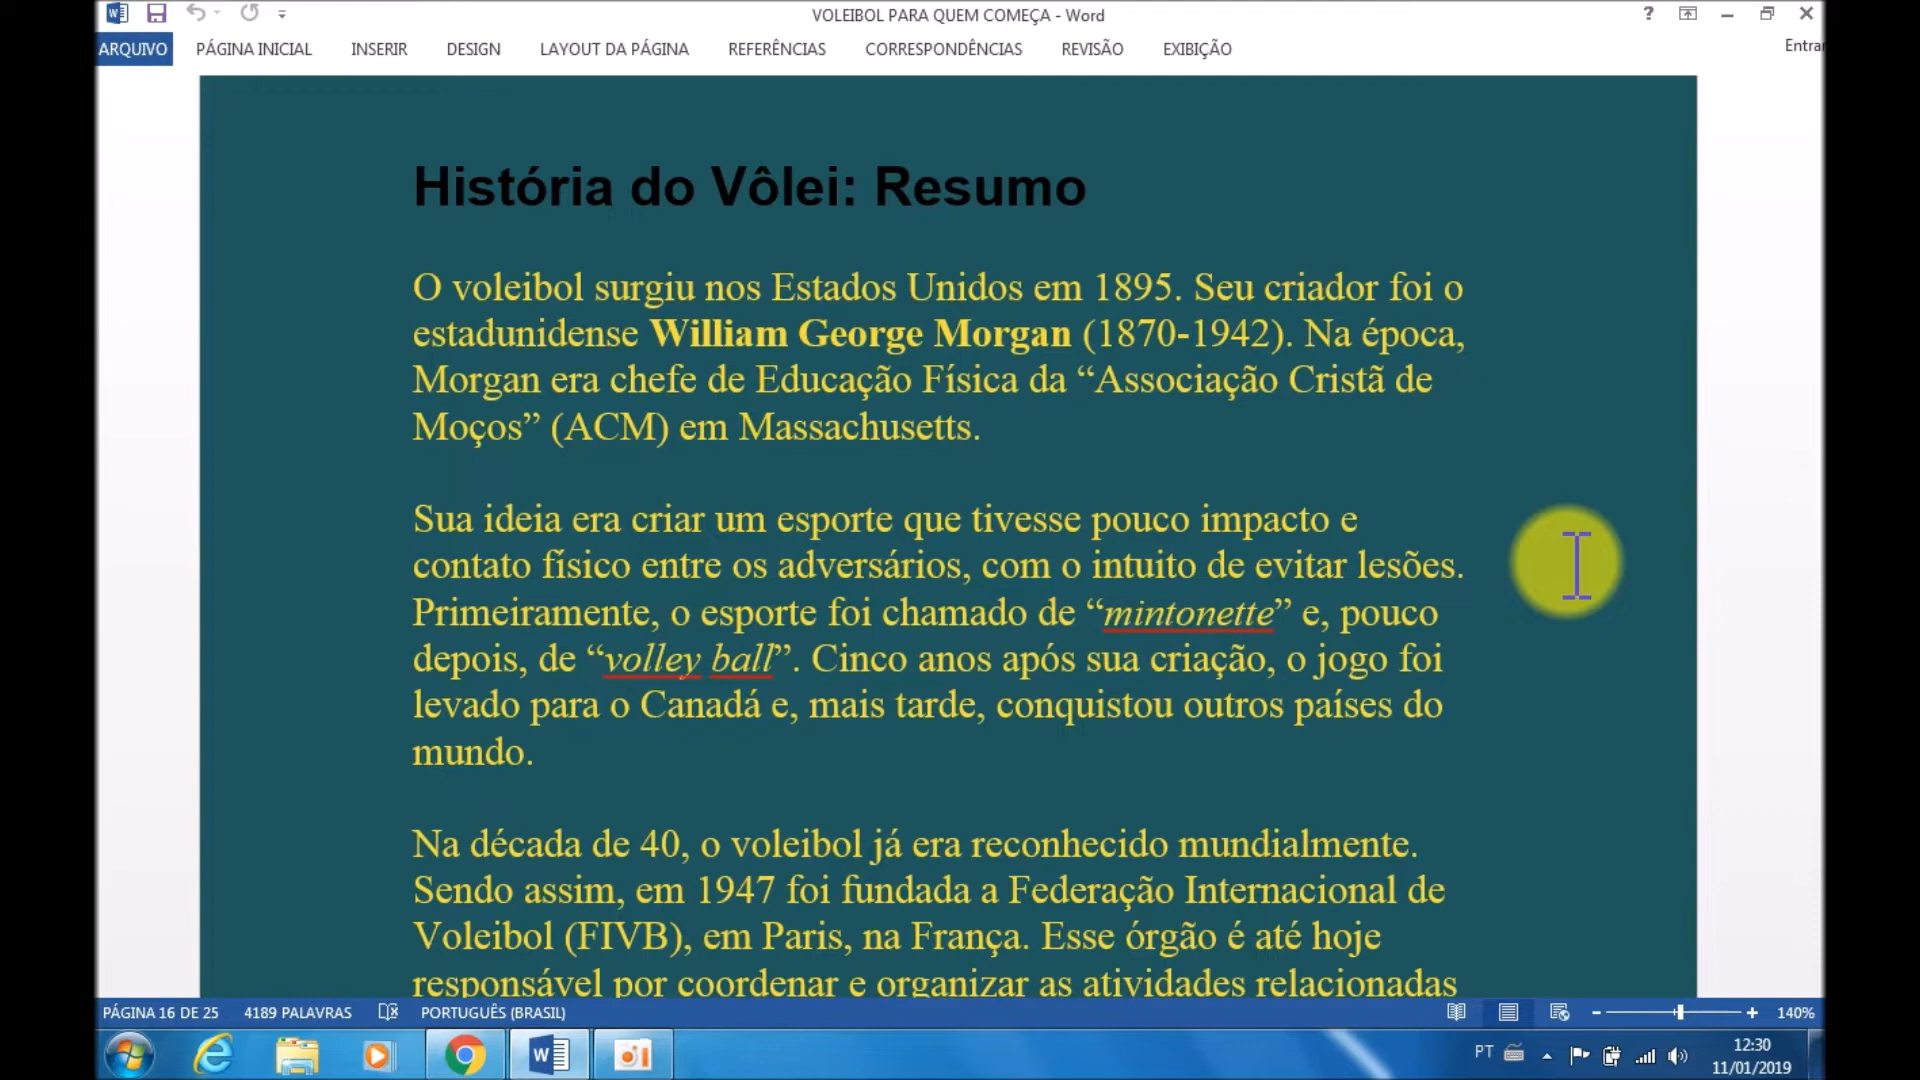 VOLEIBOL PARA QUEM COMEÇA - Word
?
ARQUIVO PÁGINA INICIAL INSERIR DESIGN LAYOUT DA PÁGINA REFERÊNCIAS CORRESPONDÊNCIAS REVISÃO EXIBIÇÃO Entrar
História do Vôlei: Resumo
O voleibol surgiu nos Estados Unidos em 1895. Seu criador foi o
estadunidense William George Morgan (1870-1942). Na época,
Morgan era chefe de Educação Física da “Associação Cristã de
Moços” (ACM) em Massachusetts.
Sua ideia era criar um esporte que tivesse pouco impacto e
contato físico entre os adversários, com o intuito de evitar lesões.
Primeiramente, o esporte foi chamado de “mintonette” e, pouco
depois, de “volley ball”. Cinco anos após sua criação, o jogo foi
levado para o Canadá e, mais tarde, conquistou outros países do
mundo.
Na década de 40, o voleibol já era reconhecido mundialmente.
Sendo assim, em 1947 foi fundada a Federação Internacional de
Voleibol (FIVB), em Paris, na França. Esse órgão é até hoje
responsável por coordenar e organizar as atividades relacionadas
PÁGINA 16 DE 25 4189 PALAVRAS PORTUGUÊS (BRASIL) 140%
PT 12:30
11/01/2019